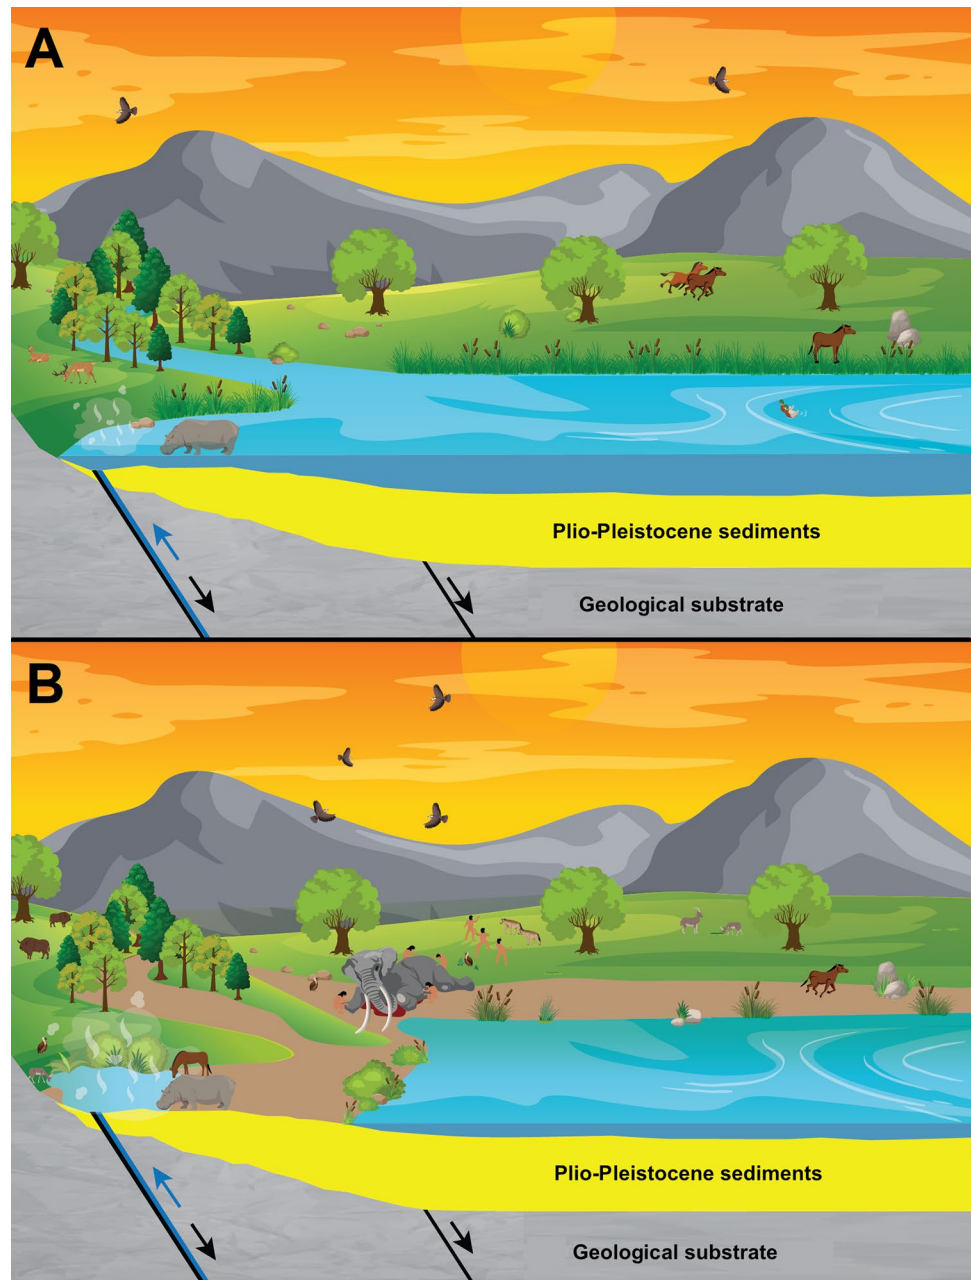 A
Plio-Pleistocene sediments
Geological substrate
B
Plio-Pleistocene sediments
Geological substrate